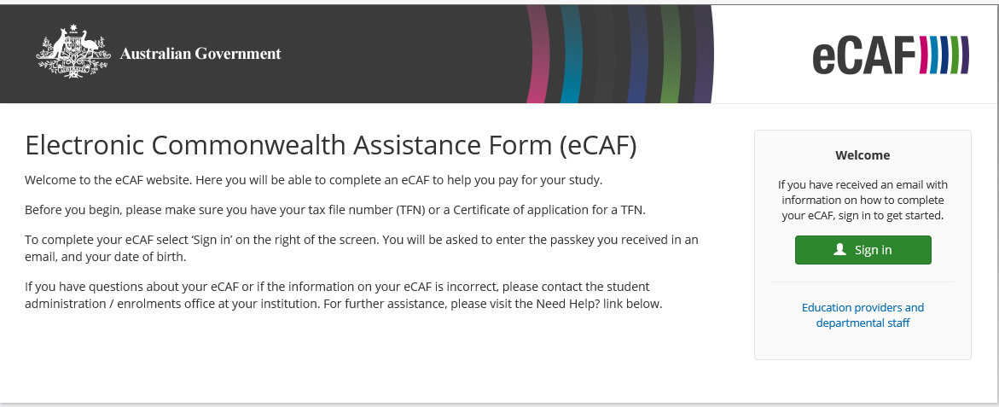 Australian Government
eCAF
Electronic Commonwealth Assistance Form (eCAF)
Welcome to the eCAF website. Here you will be able to complete an eCAF to help you pay for your study.
Before you begin, please make sure you have your tax file number (TFN) or a Certificate of application for a TFN.
To complete your eCAF select ‘Sign in’ on the right of the screen. You will be asked to enter the passkey you received in an
email, and your date of birth.
If you have questions about your eCAF or if the information on your eCAF is incorrect, please contact the student
administration / enrolments office at your institution. For further assistance, please visit the Need Help? link below.
Welcome
If you have received an email with
information on how to complete
your eCAF, sign in to get started.
Sign in
Education providers and
departmental staff